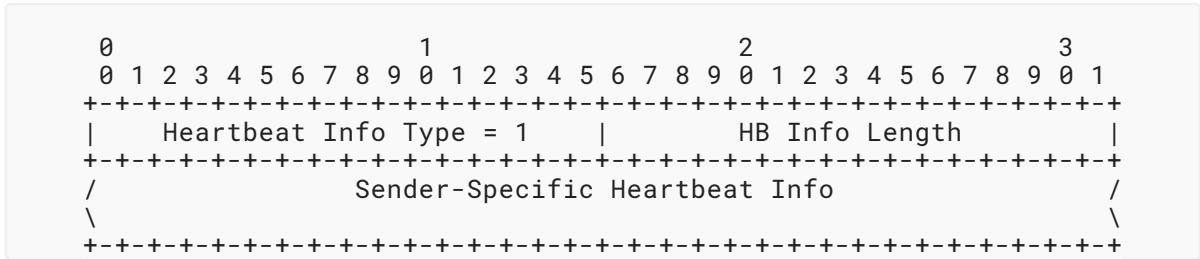 0                   1                   2                   3
 0 1 2 3 4 5 6 7 8 9 0 1 2 3 4 5 6 7 8 9 0 1 2 3 4 5 6 7 8 9 0 1
+-+-+-+-+-+-+-+-+-+-+-+-+-+-+-+-+-+-+-+-+-+-+-+-+-+-+-+-+-+-+-+-+
|    Heartbeat Info Type = 1    |        HB Info Length         |
+-+-+-+-+-+-+-+-+-+-+-+-+-+-+-+-+-+-+-+-+-+-+-+-+-+-+-+-+-+-+-+-+
/                Sender-Specific Heartbeat Info                 /
\                                                               \
+-+-+-+-+-+-+-+-+-+-+-+-+-+-+-+-+-+-+-+-+-+-+-+-+-+-+-+-+-+-+-+-+